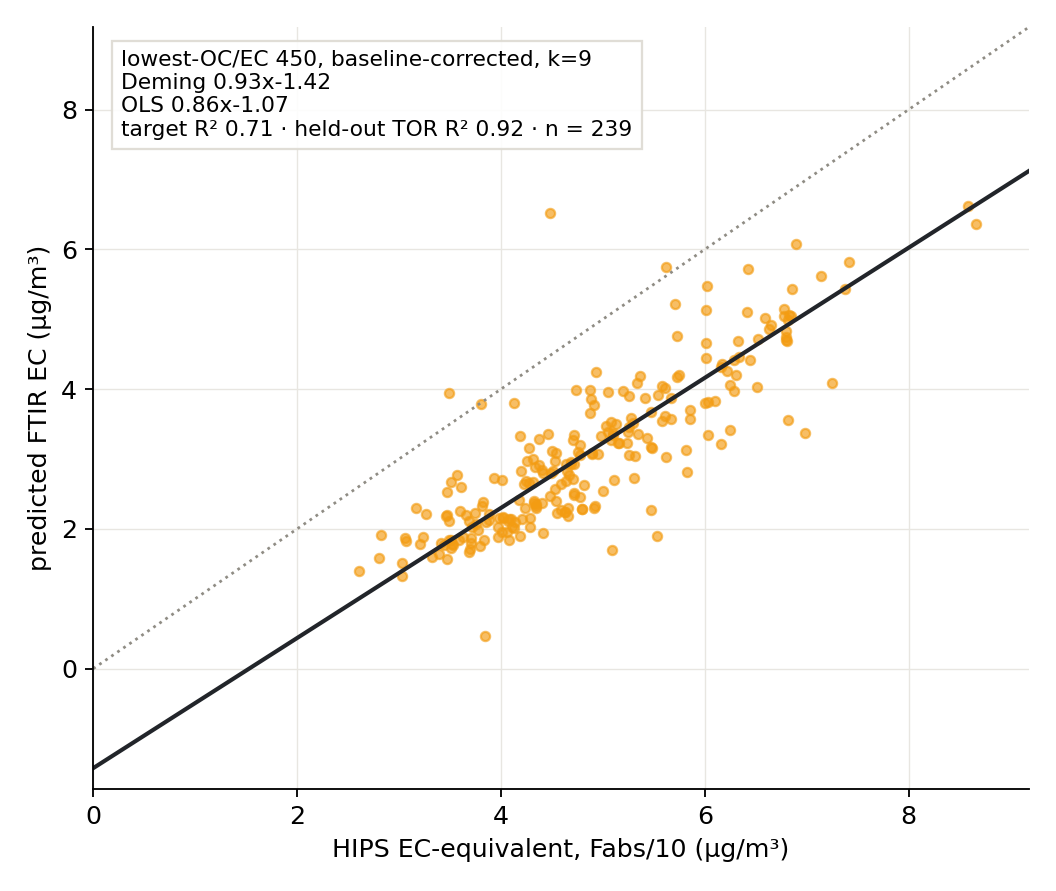 lowest-OC/EC 450, baseline-corrected, k=9
Deming 0.93x-1.42
OLS 0.86x-1.07
target R² 0.71 · held-out TOR R² 0.92 · n = 239
predicted FTIR EC (μg/m³)
8
6
4
2
0
0 2 4 6 8
HIPS EC-equivalent, Fabs/10 (μg/m³)